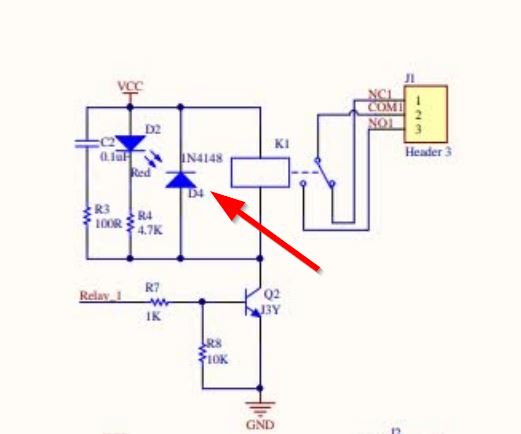 VCC
J1
NC1
1
COM1
2
NO1
3
Header 3
D2
C2
0.1uF
Red
1N4148
D4
K1
R3
100R
R4
4.7K
Relay_1
R7
1K
Q2
J3Y
R8
10K
GND